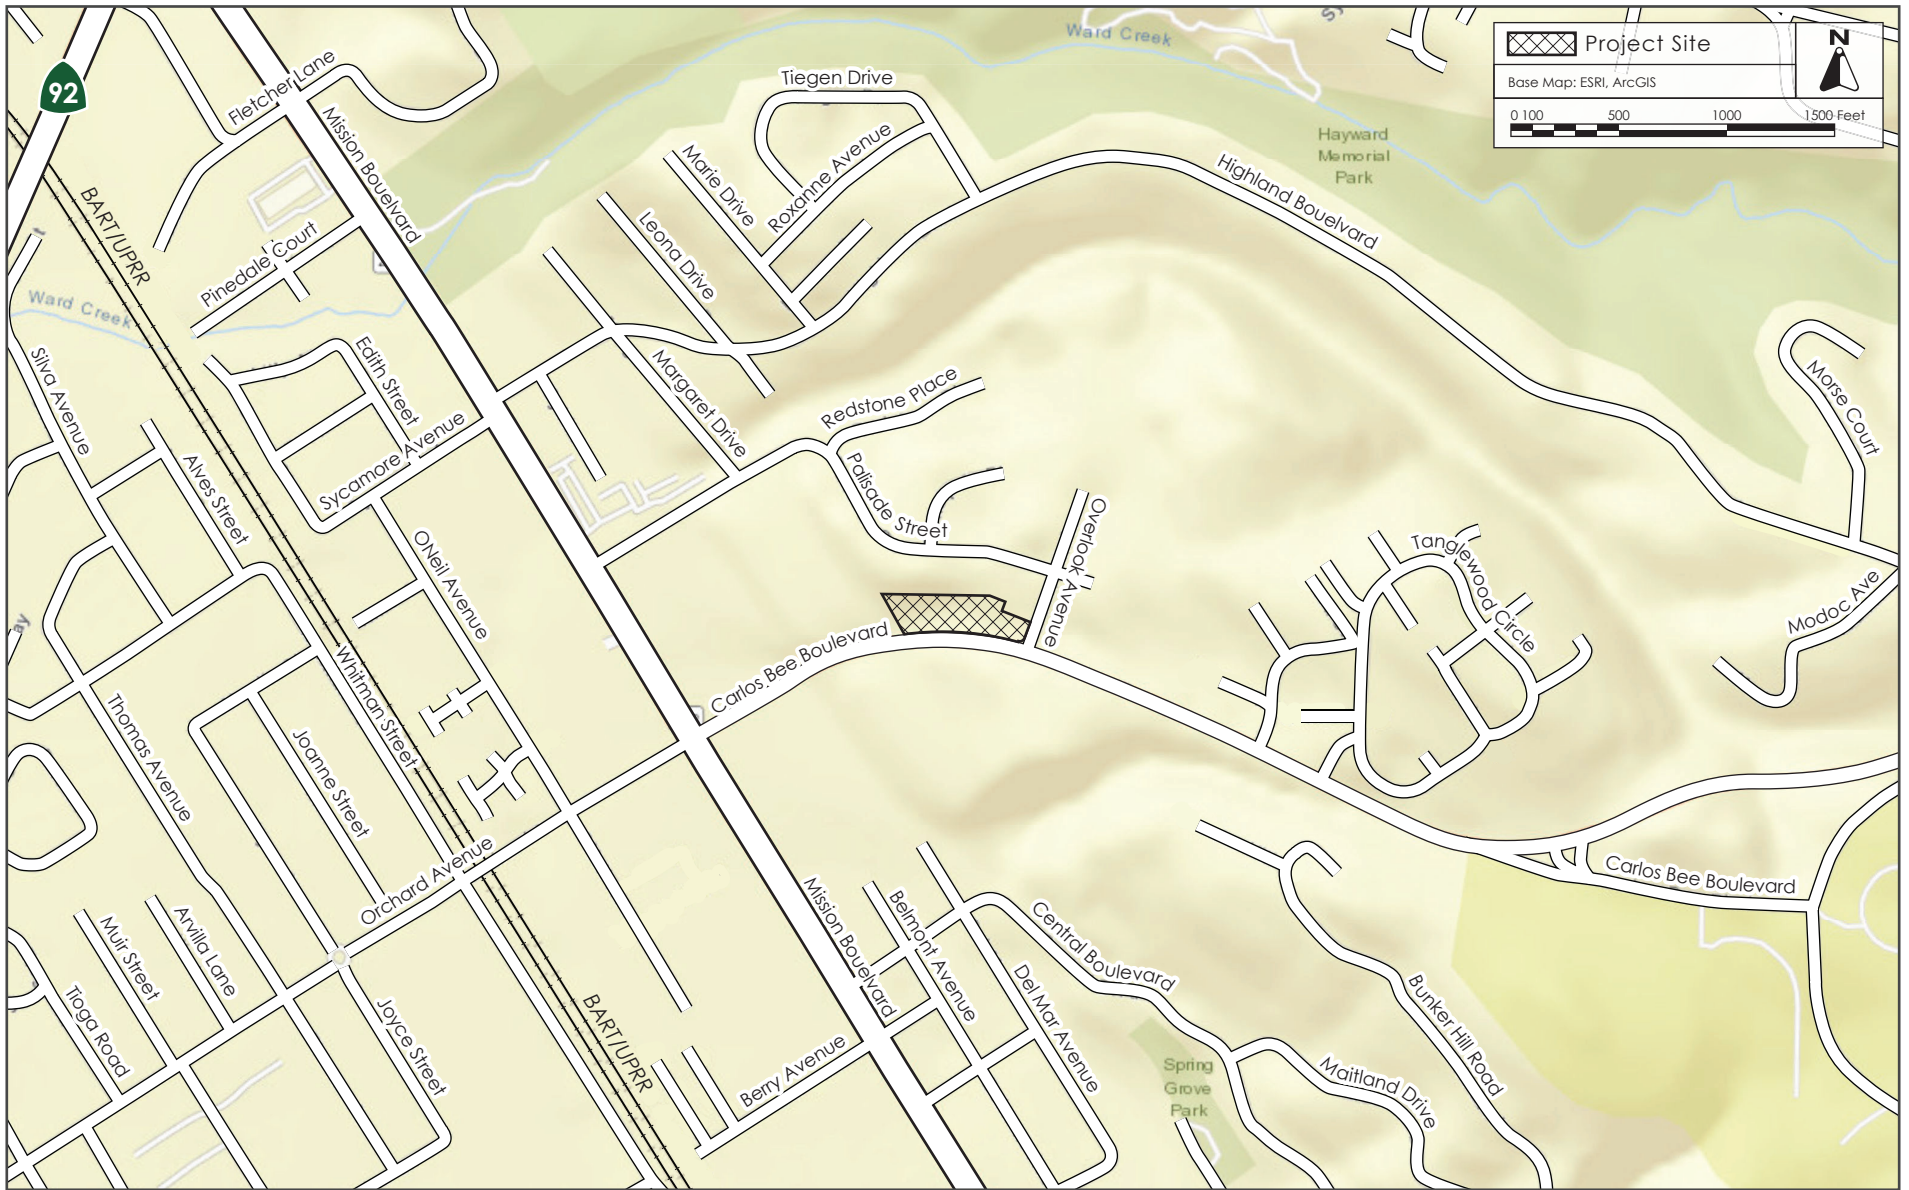 Ward Creek
Sy
Project Site
N
Base Map: ESRI, ArcGIS
0 100 500 1000 1500 Feet
92
Fletcher Lane
Tiegen Drive
Mission Bouelvard
Roxanne Avenue
Marie Drive
Hayward
Memorial
Park
Highland Bouelvard
BART/UPRR
Pinedale Court
Leona Drive
t
Ward Creek
Edith Street
Silva Avenue
Margaret Drive
Redstone Place
Morse Court
Sycamore Avenue
Alves Street
Palisade Street
Overlook Avenue
ONeil Avenue
Tanglewood Circle
Modoc Ave
ay
Carlos Bee Boulevard
Whitman Street
Thomas Avenue
Joanne Street
Orchard Avenue
Carlos Bee Boulevard
Mission Bouelvard
Belmont Avenue
Central Boulevard
Arvilla Lane
Muir Street
Del Mar Avenue
Bunker Hill Road
Tioga Road
Joyce Street
BART/UPRR
Berry Avenue
Spring
Grove
Park
Maitland Drive